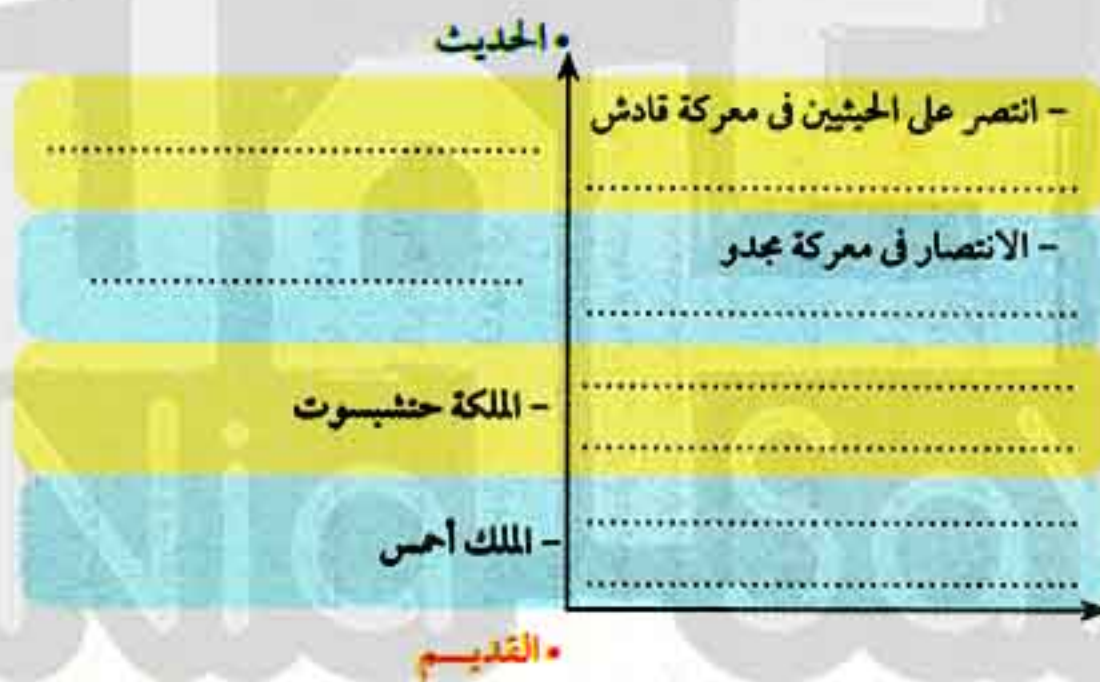 • الحديث
- انتصر على الحيثيين فى معركة قادش
- الانتصار فى معركة مجدو
- الملكة حتشبسوت
- الملك أحمس
• القديم